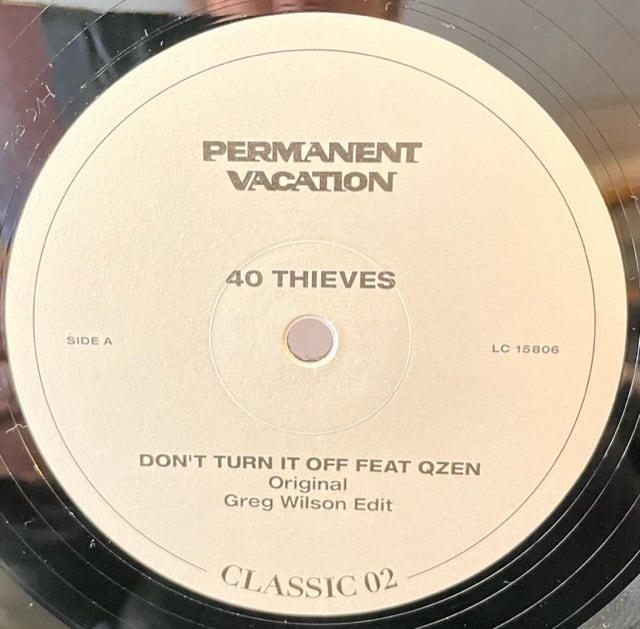 PERMANENT
VACATION
40 THIEVES
SIDE A
LC 15806
DON'T TURN IT OFF FEAT QZEN
Original
Greg Wilson Edit
CLASSIC 02